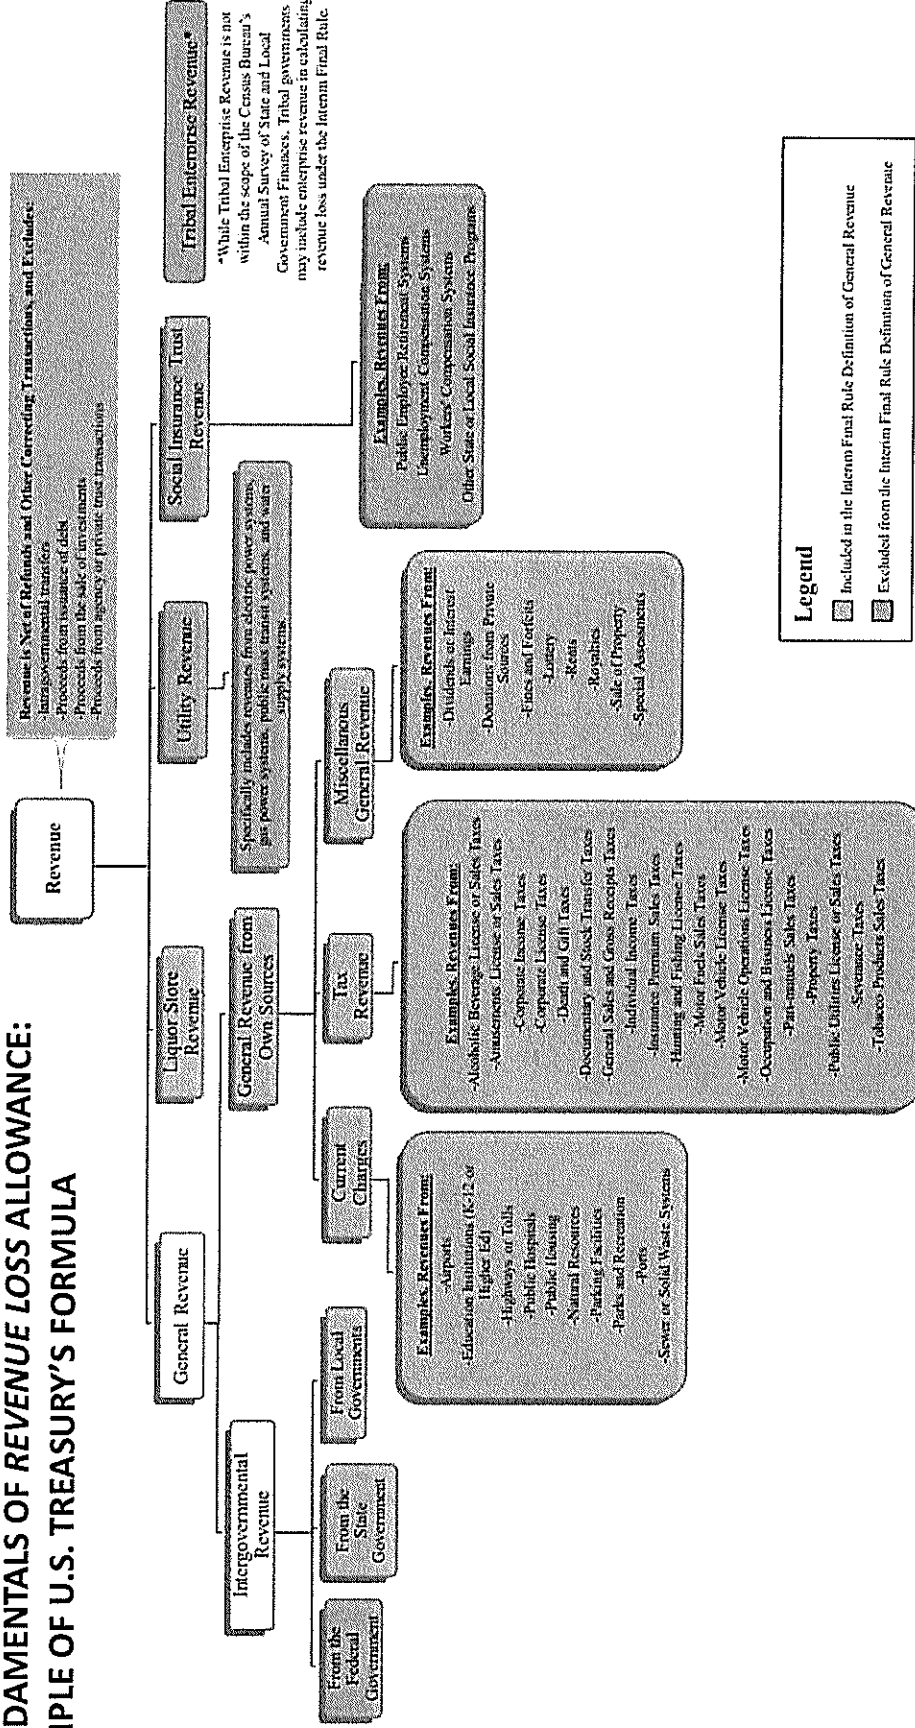 DAMENTALS OF REVENUE LOSS ALLOWANCE:
IPLE OF U.S. TREASURY'S FORMULA
Revenue
Revenue is Net of Refunds and Other Correcting Transactions, and Excludes:
-Intragovernmental transfers
-Proceeds from issuance of debt
-Proceeds from the sale of investments
-Proceeds from agency or private trust transactions
General Revenue
Liquor Store
Revenue
Utility Revenue
Social Insurance Trust
Revenue
Tribal Enterprise Revenue*
*While Tribal Enterprise Revenue is not
within the scope of the Census Bureau's
Annual Survey of State and Local
Government Finances, Tribal governments
may include enterprise revenue in calculating
revenue loss under the Interim Final Rule.
Specifically includes revenues from electric power systems,
gas power systems, public mass transit systems, and water
supply systems.
Examples, Revenues From:
Public Employee Retirement Systems
Unemployment Compensation Systems
Workers' Compensation Systems
Other State or Local Social Insurance Programs
Intergovernmental
Revenue
General Revenue from
Own Sources
From the
Federal
Government
From the
State
Government
From Local
Governments
Current
Charges
Tax
Revenue
Miscellaneous
General Revenue
Examples, Revenues From:
-Airports
-Education Institutions (K-12 or
Higher Ed)
-Highways or Tolls
-Public Hospitals
-Public Housing
-Natural Resources
-Parking Facilities
-Parks and Recreation
-Ports
-Sewer or Solid Waste Systems
Examples, Revenues From:
-Alcoholic Beverage License or Sales Taxes
-Amusements License or Sales Taxes
-Corporate Income Taxes
-Corporate License Taxes
-Death and Gift Taxes
-Documentary and Stock Transfer Taxes
-General Sales and Gross Receipts Taxes
-Individual Income Taxes
-Insurance Premium Sales Taxes
-Hunting and Fishing License Taxes
-Motor Fuels Sales Taxes
-Motor Vehicle License Taxes
-Motor Vehicle Operations License Taxes
-Occupation and Business License Taxes
-Pari-mutuels Sales Taxes
-Property Taxes
-Public Utilities License or Sales Taxes
-Severance Taxes
-Tobacco Products Sales Taxes
Examples, Revenues From:
-Dividends or Interest
Earnings
-Donations from Private
Sources
-Fines and Forfeits
-Lottery
-Rents
-Royalties
-Sale of Property
-Special Assessments
Legend
Included in the Interim Final Rule Definition of General Revenue
Excluded from the Interim Final Rule Definition of General Revenue